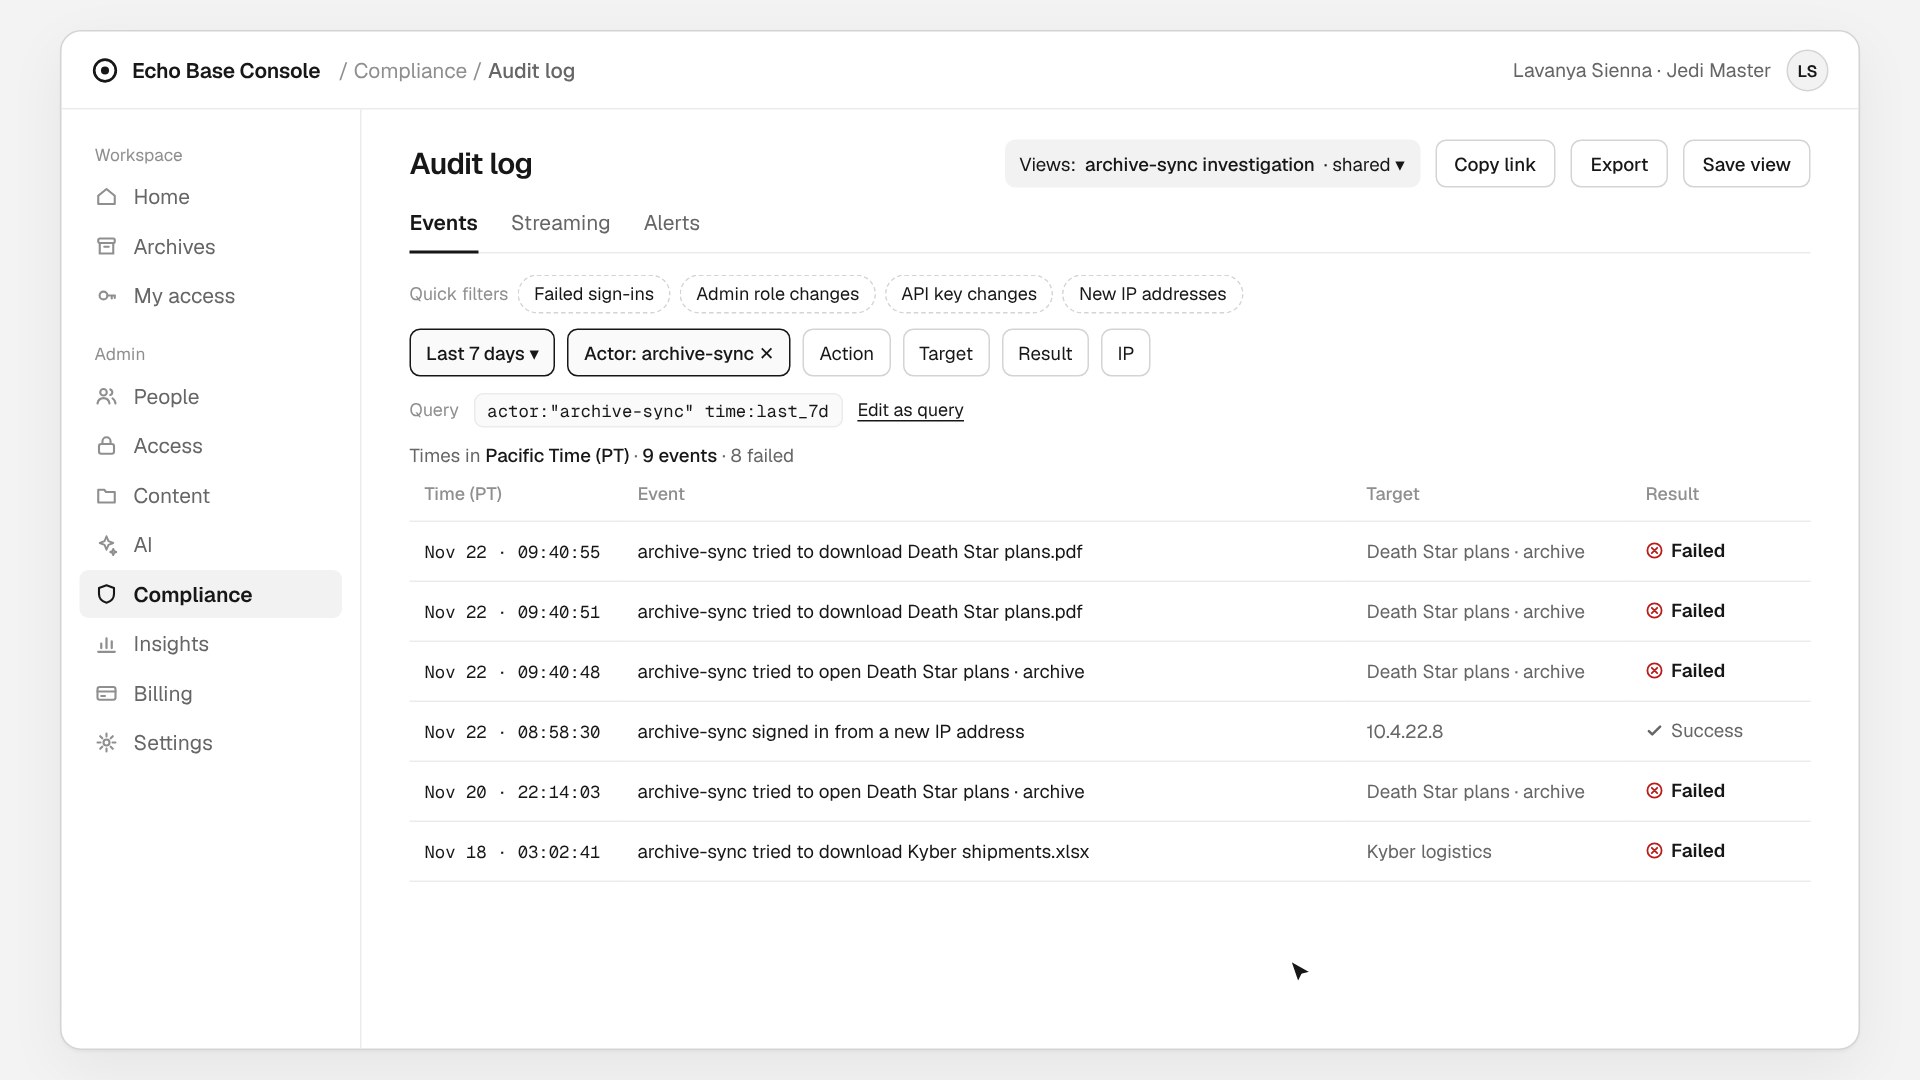 Echo Base Console / Compliance / Audit log
Lavanya Sienna · Jedi Master LS
Workspace
Home
Archives
My access
Admin
People
Access
Content
AI
Compliance
Insights
Billing
Settings
Audit log
Views: archive-sync investigation · shared ▾
Copy link
Export
Save view
Events Streaming Alerts
Quick filters Failed sign-ins Admin role changes API key changes New IP addresses
Last 7 days ▾ Actor: archive-sync ✕ Action Target Result IP
Query actor:"archive-sync" time:last_7d Edit as query
Times in Pacific Time (PT) · 9 events · 8 failed
Time (PT) Event Target Result
Nov 22 · 09:40:55 archive-sync tried to download Death Star plans.pdf Death Star plans · archive Failed
Nov 22 · 09:40:51 archive-sync tried to download Death Star plans.pdf Death Star plans · archive Failed
Nov 22 · 09:40:48 archive-sync tried to open Death Star plans · archive Death Star plans · archive Failed
Nov 22 · 08:58:30 archive-sync signed in from a new IP address 10.4.22.8 Success
Nov 20 · 22:14:03 archive-sync tried to open Death Star plans · archive Death Star plans · archive Failed
Nov 18 · 03:02:41 archive-sync tried to download Kyber shipments.xlsx Kyber logistics Failed